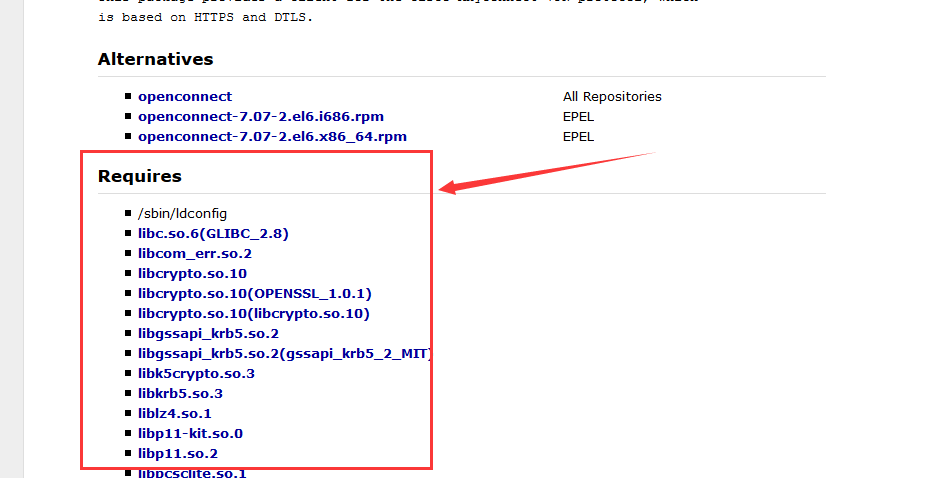 is based on HTTPS and DTLS.
Alternatives
openconnect All Repositories
openconnect-7.07-2.el6.i686.rpm EPEL
openconnect-7.07-2.el6.x86_64.rpm EPEL
Requires
/sbin/ldconfig
libc.so.6(GLIBC_2.8)
libcom_err.so.2
libcrypto.so.10
libcrypto.so.10(OPENSSL_1.0.1)
libcrypto.so.10(libcrypto.so.10)
libgssapi_krb5.so.2
libgssapi_krb5.so.2(gssapi_krb5_2_MIT)
libk5crypto.so.3
libkrb5.so.3
liblz4.so.1
libp11-kit.so.0
libp11.so.2
libpcsclite.so.1